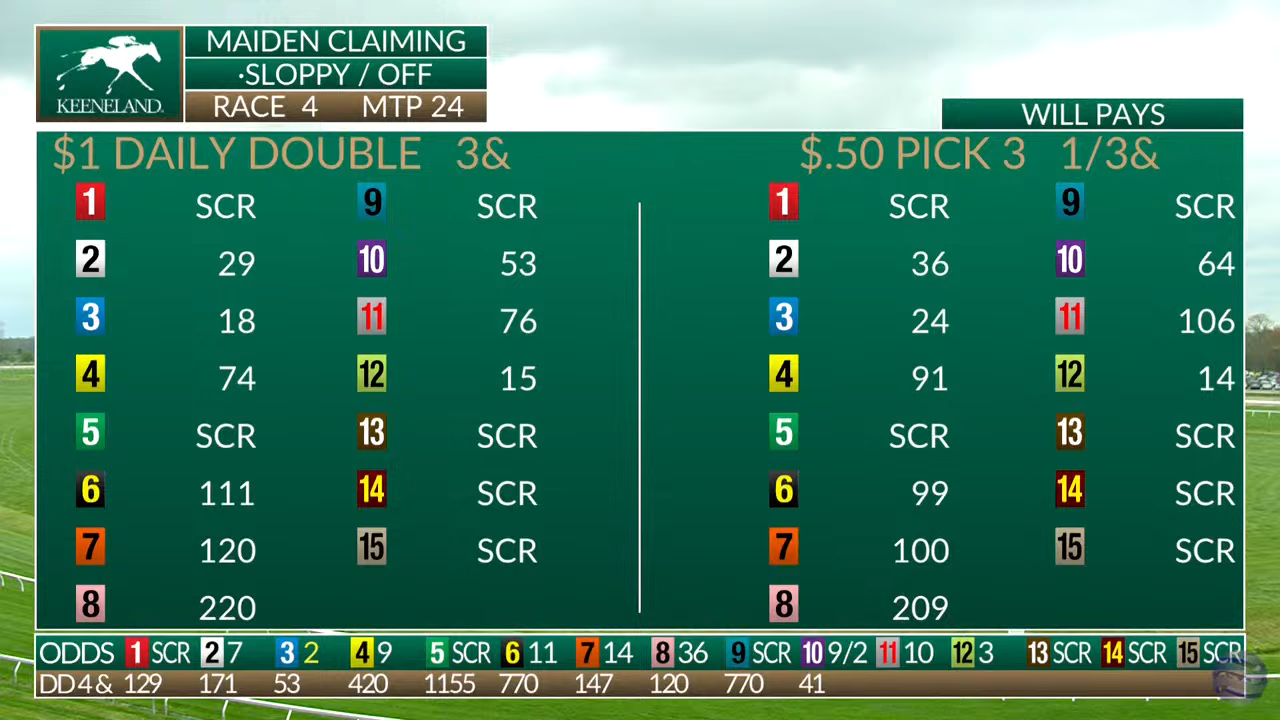 MAIDEN CLAIMING
·SLOPPY / OFF
KEENELAND.
RACE 4 MTP 24
WILL PAYS
$1 DAILY DOUBLE 3&
1 SCR 9 SCR
2 29 10 53
3 18 11 76
4 74 12 15
5 SCR 13 SCR
6 111 14 SCR
7 120 15 SCR
8 220
$.50 PICK 3 1/3&
1 SCR 9 SCR
2 36 10 64
3 24 11 106
4 91 12 14
5 SCR 13 SCR
6 99 14 SCR
7 100 15 SCR
8 209
ODDS 1 SCR 2 7 3 2 4 9 5 SCR 6 11 7 14 8 36 9 SCR 10 9/2 11 10 12 3 13 SCR 14 SCR 15 SCR
DD 4 & 129 171 53 420 1155 770 147 120 770 41